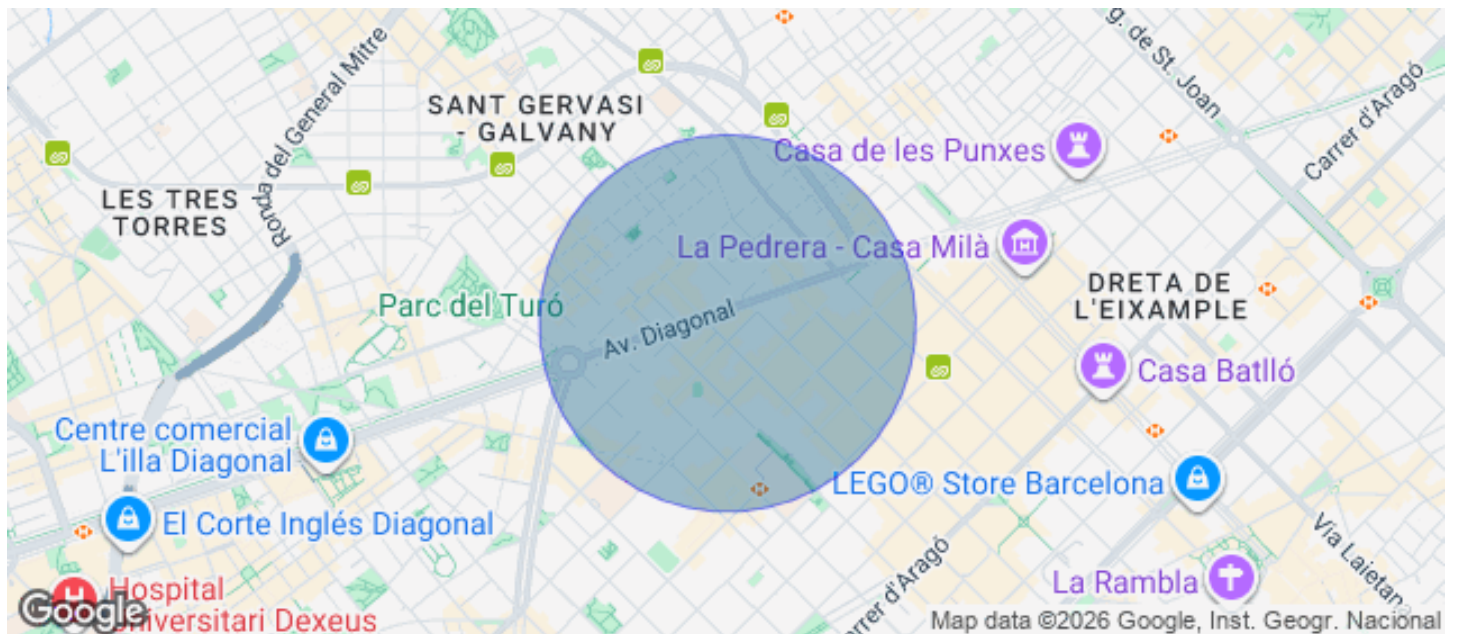 g. de St. Joan
Ronda del General Mitre
SANT GERVASI
- GALVANY
Carrer d'Aragó
Casa de les Punxes
LES TRES
TORRES
La Pedrera - Casa Milà
DRETA DE
L'EIXAMPLE
Parc del Turó
Av. Diagonal
Casa Batlló
Centre comercial
L'illa Diagonal
LEGO® Store Barcelona
El Corte Inglés Diagonal
Via Laietana
Carrer d'Aragó
La Rambla
H
Hospital
Universitari Dexeus
Google
Map data ©2026 Google, Inst. Geogr. Nacional